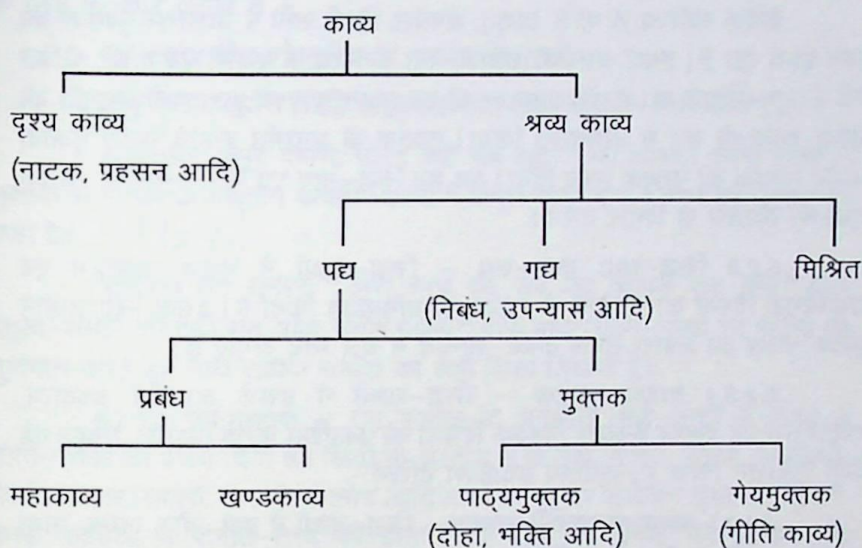 काव्य
दृश्य काव्य श्रव्य काव्य
(नाटक, प्रहसन आदि)
पद्य गद्य मिश्रित
(निबंध, उपन्यास आदि)
प्रबंध मुक्तक
महाकाव्य खण्डकाव्य पाठ्यमुक्तक गेयमुक्तक
(दोहा, भक्ति आदि) (गीति काव्य)